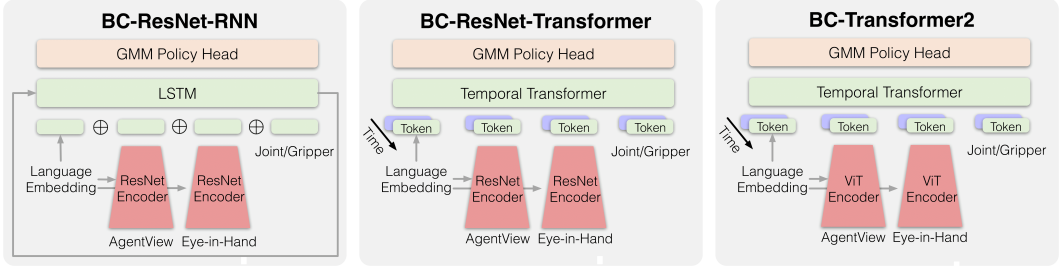 BC-ResNet-RNN
GMM Policy Head
LSTM
Language
Embedding
ResNet
Encoder
ResNet
Encoder
Joint/Gripper
AgentView
Eye-in-Hand
BC-ResNet-Transformer
GMM Policy Head
Temporal Transformer
Time
Token
Token
Token
Token
Language
Embedding
ResNet
Encoder
ResNet
Encoder
Joint/Gripper
AgentView
Eye-in-Hand
BC-Transformer2
GMM Policy Head
Temporal Transformer
Time
Token
Token
Token
Token
Language
Embedding
ViT
Encoder
ViT
Encoder
Joint/Gripper
AgentView
Eye-in-Hand